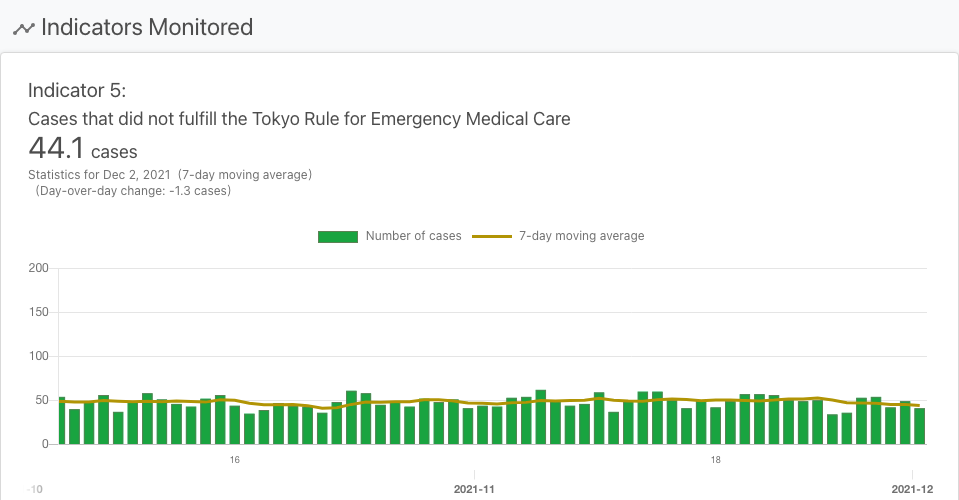 Indicators Monitored
Indicator 5:
Cases that did not fulfill the Tokyo Rule for Emergency Medical Care
44.1 cases
Statistics for Dec 2, 2021 (7-day moving average)
(Day-over-day change: -1.3 cases)
Number of cases 7-day moving average
200
150
100
50
0
16 18
-10 2021-11 2021-12